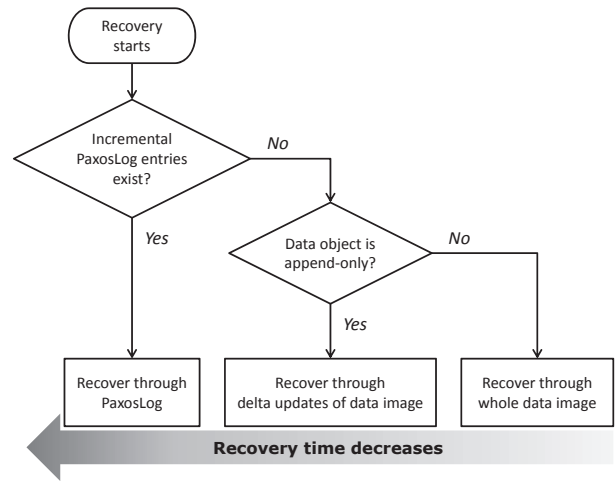 Recovery
starts
Incremental
PaxosLog entries
exist?
No
Yes
Data object is
append-only?
No
Yes
Recover through
PaxosLog
Recover through
delta updates of data image
Recover through
whole data image
Recovery time decreases